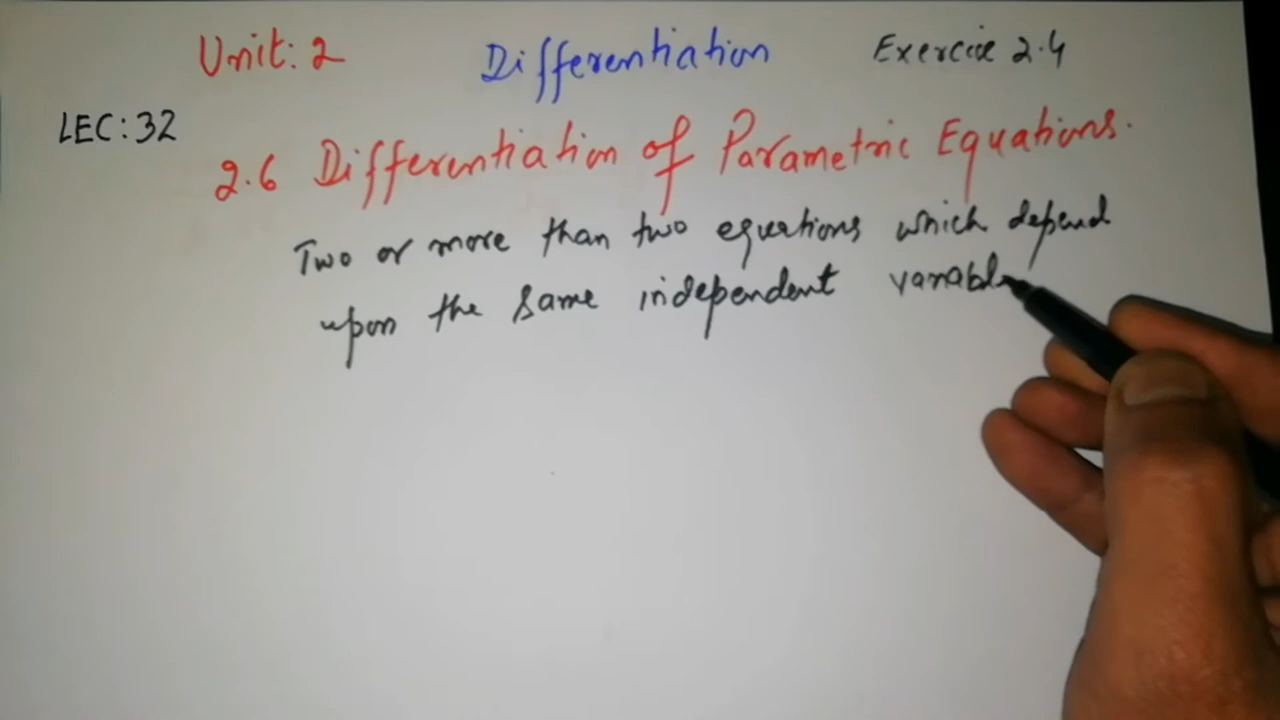 Unit: 2 Differentiation Exercise 2.4
LEC: 32
2.6 Differentiation of Parametric Equations.
Two or more than two equations which depend
upon the same independent variable